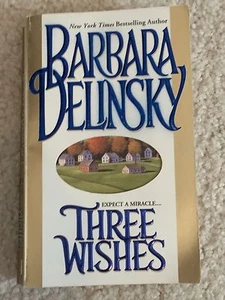 New York Times Bestselling Author
BARBARA
DELINSKY
EXPECT A MIRACLE....
THREE
WISHES